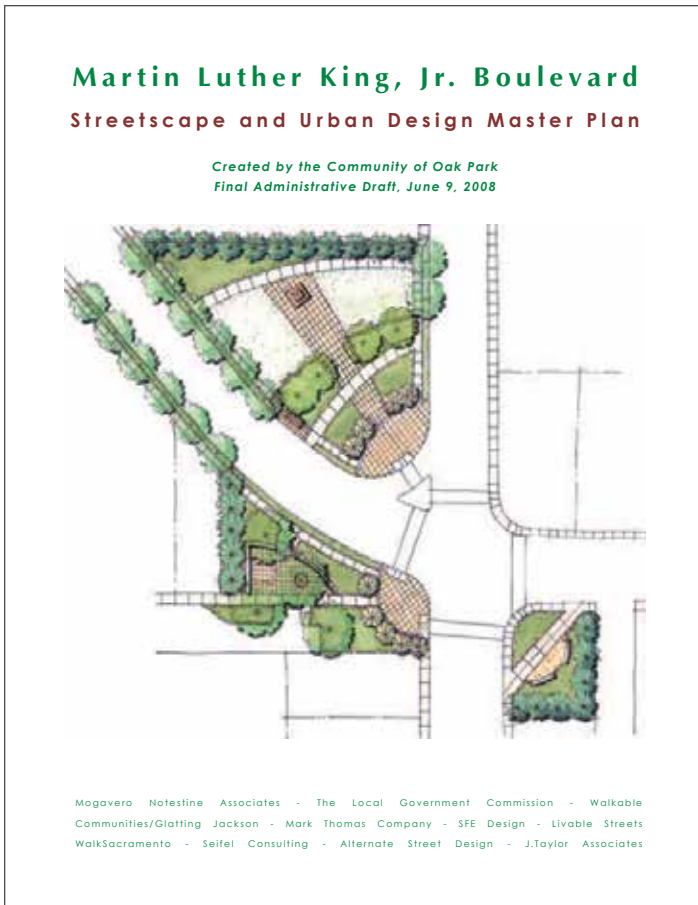 Martin Luther King, Jr. Boulevard
Streetscape and Urban Design Master Plan
Created by the Community of Oak Park
Final Administrative Draft, June 9, 2008
Mogavero Notestine Associates - The Local Government Commission - Walkable
Communities/Glatting Jackson - Mark Thomas Company - SFE Design - Livable Streets
WalkSacramento - Seifel Consulting - Alternate Street Design - J.Taylor Associates